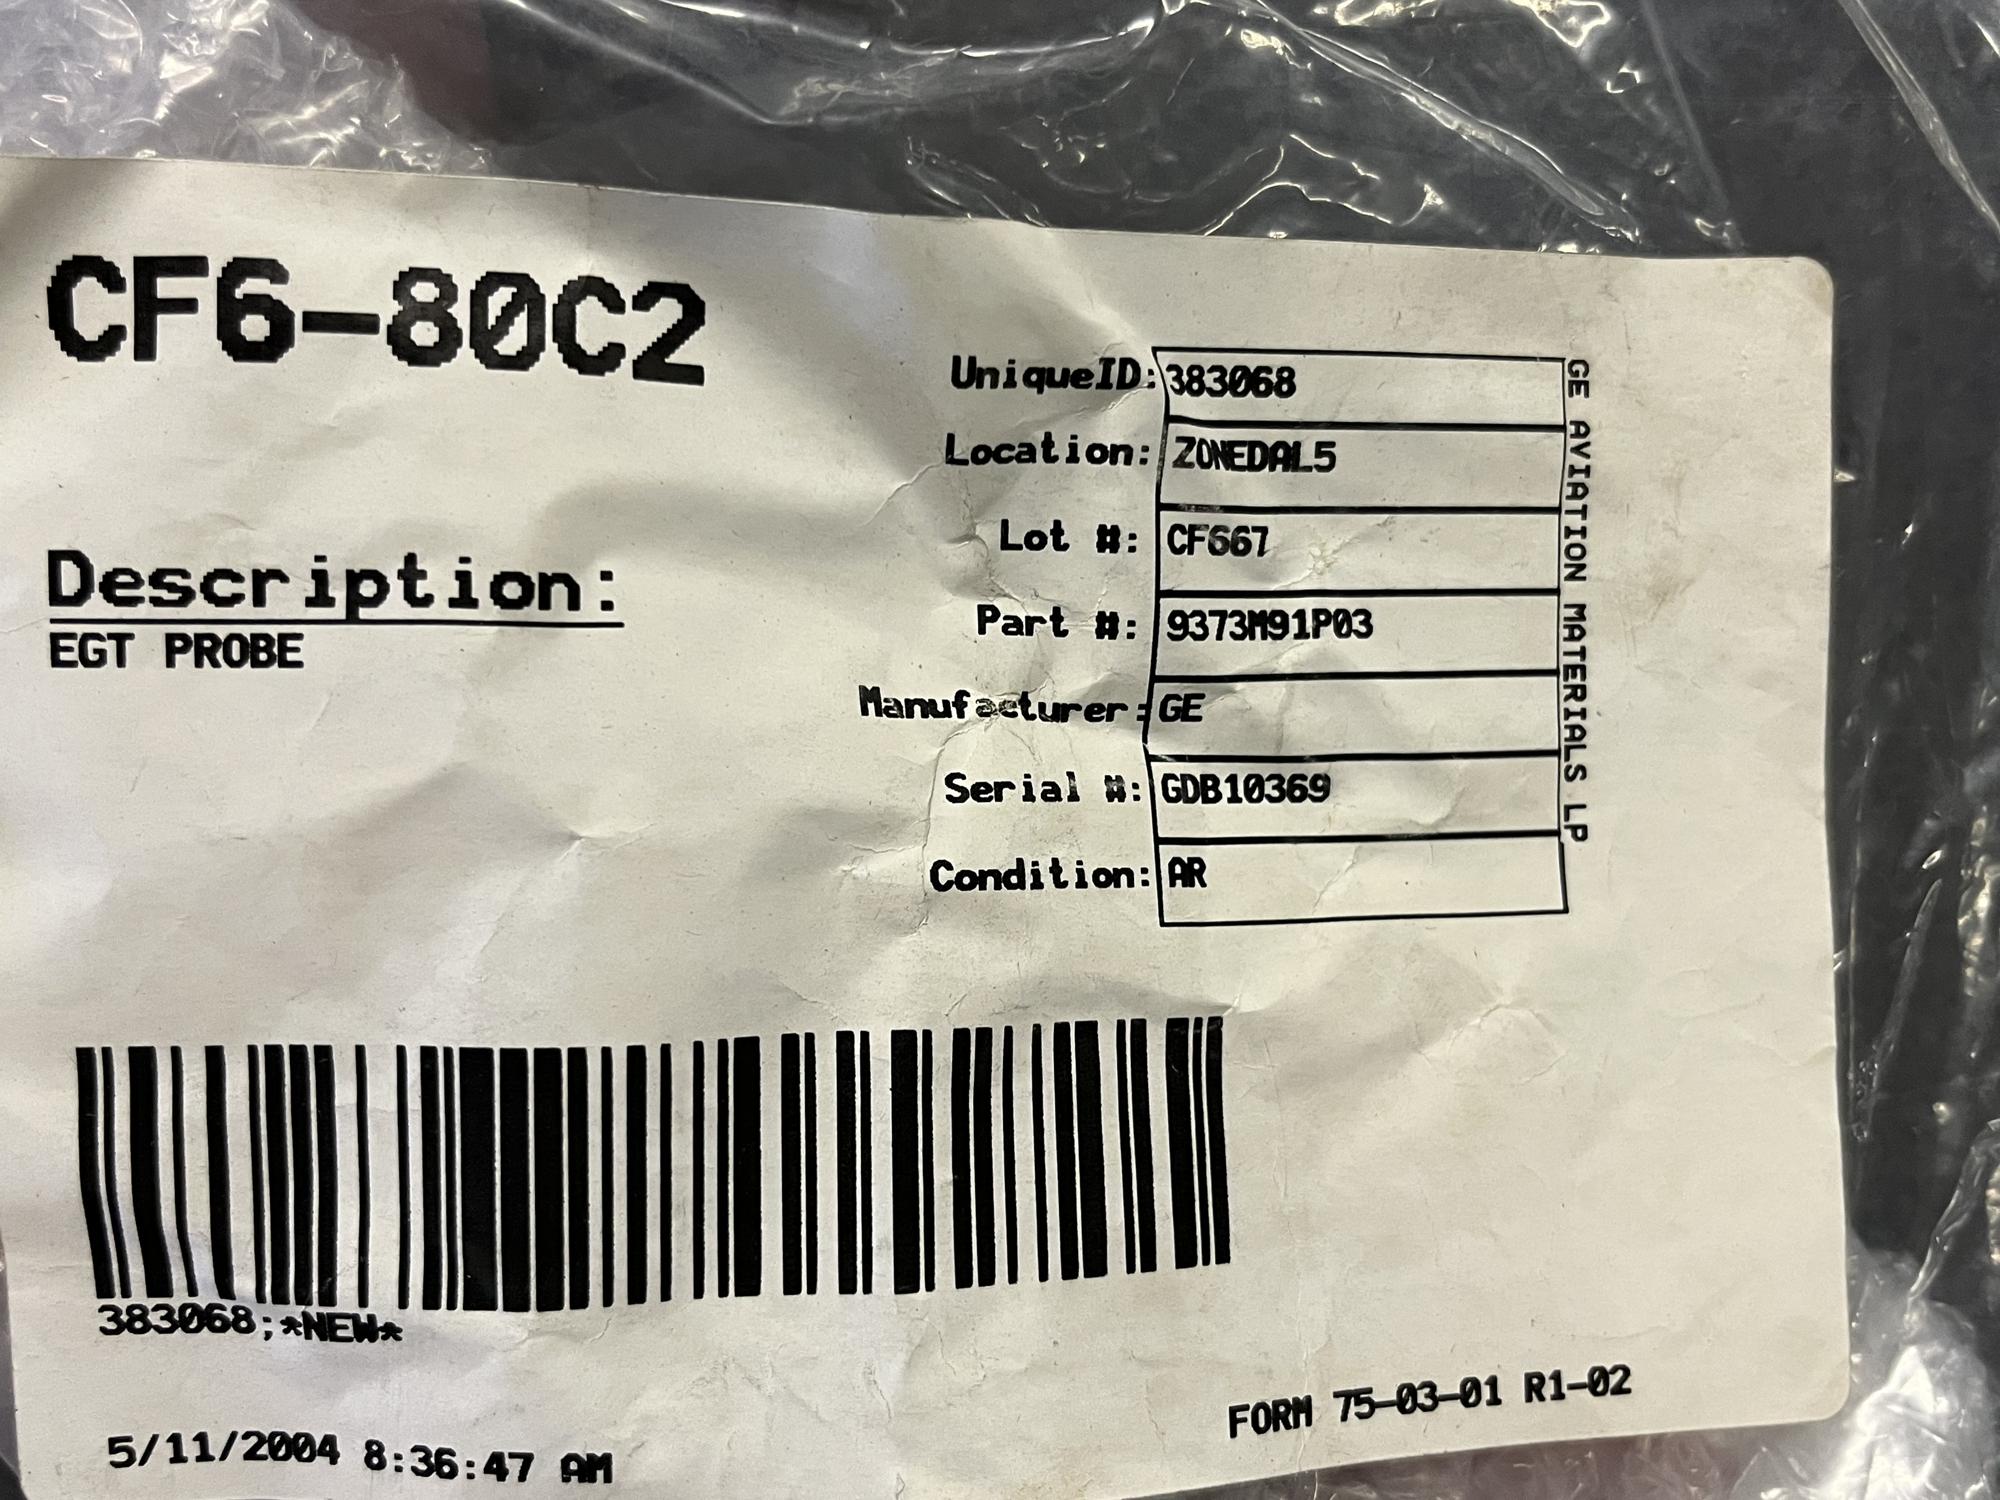 CF6-80C2
Description:
EGT PROBE
UniqueID: 383068
Location: ZONEDAL5
Lot #: CF667
Part #: 9373M91P03
Manufacturer: GE
Serial #: GDB10369
Condition: AR
GE AVIATION MATERIALS LP
383068;*NEW*
5/11/2004 8:36:47 AM
FORM 75-03-01 R1-02